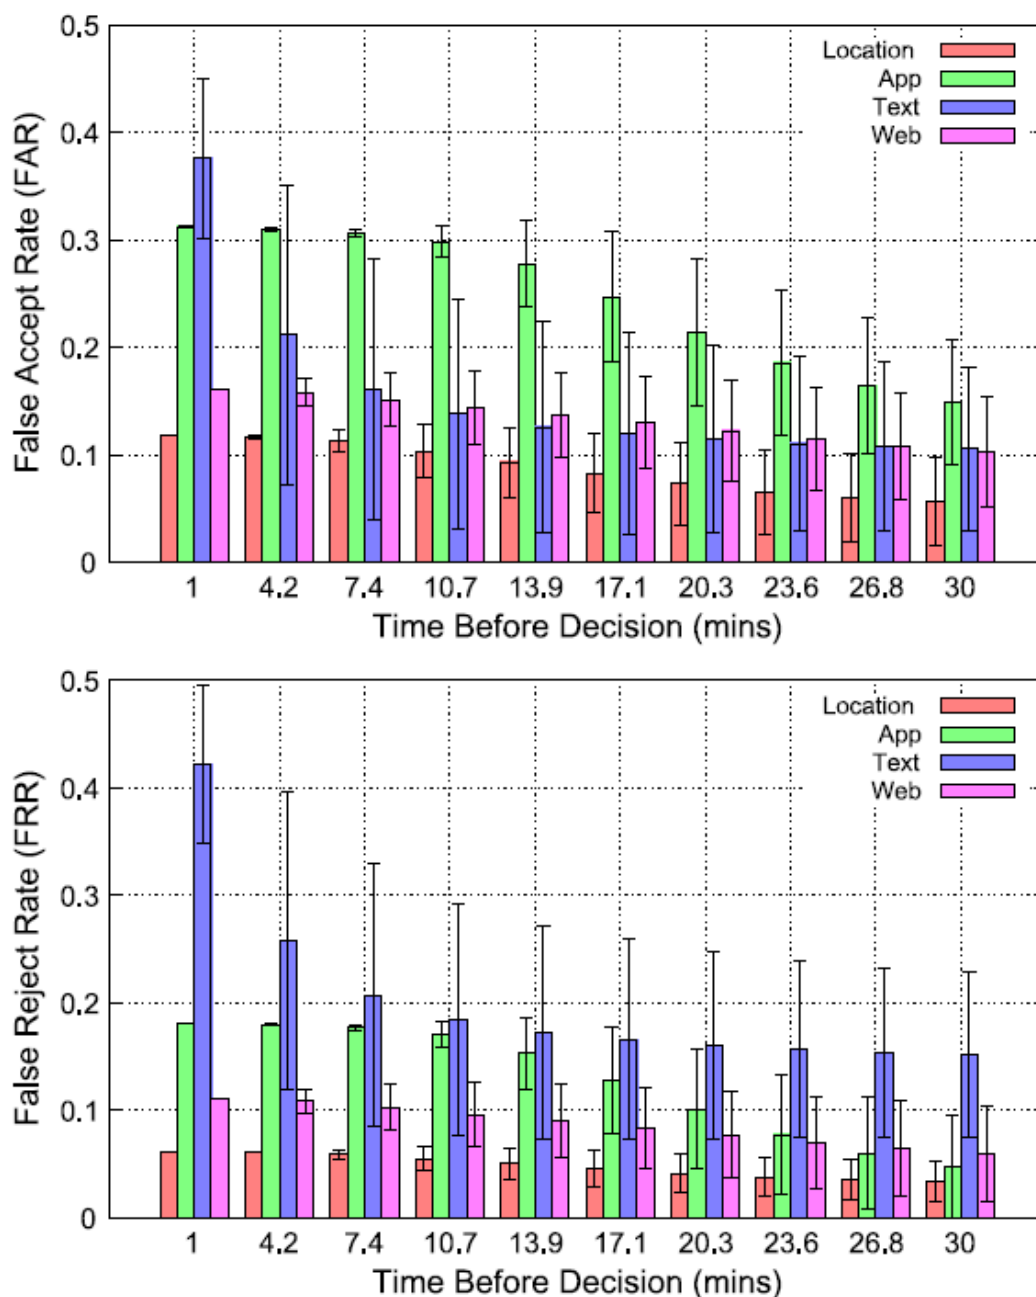 0.5
0.4
0.3
0.2
0.1
0
False Accept Rate (FAR)
Location
App
Text
Web
1 4.2 7.4 10.7 13.9 17.1 20.3 23.6 26.8 30
Time Before Decision (mins)
0.5
0.4
0.3
0.2
0.1
0
False Reject Rate (FRR)
Location
App
Text
Web
1 4.2 7.4 10.7 13.9 17.1 20.3 23.6 26.8 30
Time Before Decision (mins)